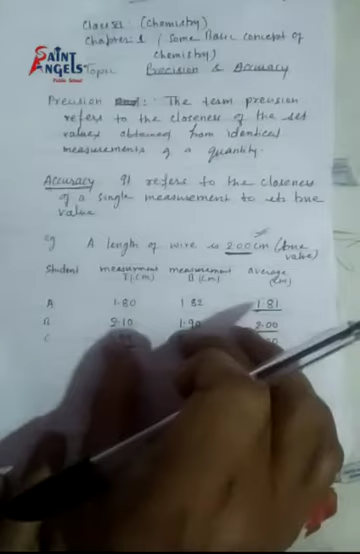 Class XI (Chemistry)
Chapter 1 (Some Basic concept of
Chemistry)
SAINT
ANGELS
Public School
Topic Precision & Accuracy
Precision :- The term precision
refers to the closeness of the set
values obtained from identical
measurements of a quantity.
Accuracy It refers to the closeness
of a single measurement to its true
value
eg A length of wire is 2.00 cm (true
value)
Student measurement measurement average
I (cm) II (cm) (cm)
A 1.80 1.82 1.81
B 2.10 1.90 2.00
C